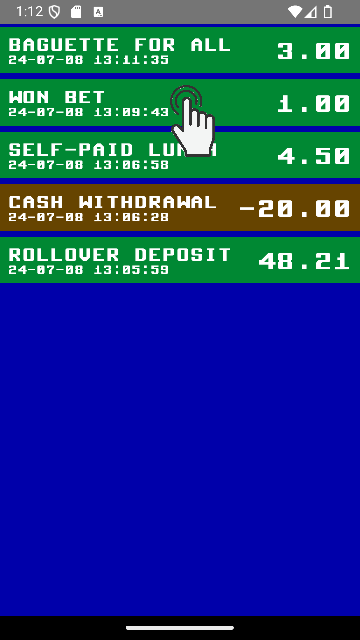 1:12
BAGUETTE FOR ALL 3.00
24-07-08 13:11:35
WON BET 1.00
24-07-08 13:09:43
SELF-PAID 4.50
24-07-08 13:06:58
CASH WITHDRAWAL -20.00
24-07-08 13:06:28
ROLLOVER DEPOSIT 48.21
24-07-08 13:05:59